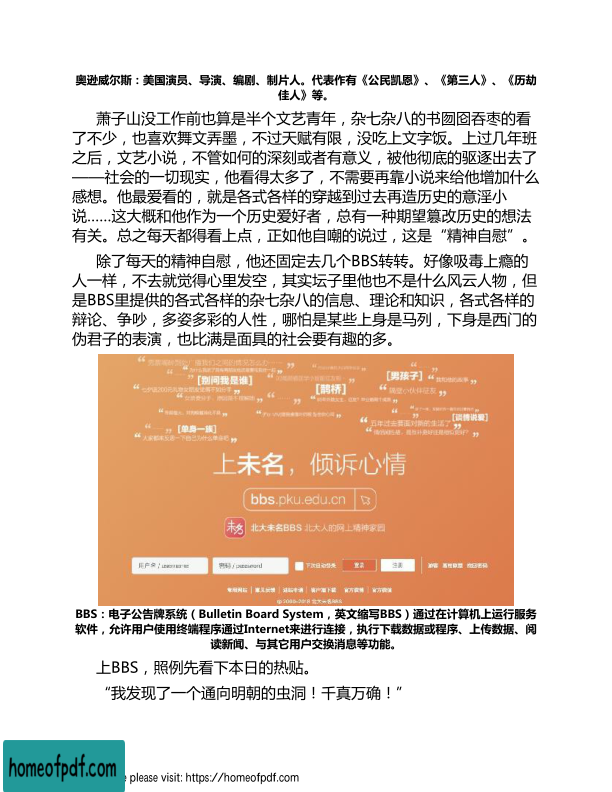 奥逊威尔斯：美国演员、导演、编剧、制片人。代表作有《公民凯恩》、《第三人》、《历劫
佳人》等。
萧子山没工作前也算是半个文艺青年，杂七杂八的书囫囵吞枣的看
了不少，也喜欢舞文弄墨，不过天赋有限，没吃上文字饭。上过几年班
之后，文艺小说，不管如何的深刻或者有意义，被他彻底的驱逐出去了
——社会的一切现实，他看得太多了，不需要再靠小说来给他增加什么
感想。他最爱看的，就是各式各样的穿越到过去再造历史的意淫小
说……这大概和他作为一个历史爱好者，总有一种期望篡改历史的想法
有关。总之每天都得看上点，正如他自嘲的说过，这是“精神自慰”。
除了每天的精神自慰，他还固定去几个BBS转转。好像吸毒上瘾的
人一样，不去就觉得心里发空，其实坛子里他也不是什么风云人物，但
是BBS里提供的各式各样的杂七杂八的信息、理论和知识，各式各样的
辩论、争吵，多姿多彩的人性，哪怕是某些上身是马列，下身是西门的
伪君子的表演，也比满是面具的社会要有趣的多。
[别问我是谁]
[鹊桥]
[男孩子]
[谈情说爱]
[单身一族]
上未名，倾诉心情
bbs.pku.edu.cn
未名 北大未名BBS 北大人的网上精神家园
用户名 / username 密码 / password 下次自动登录 登录 注册
BBS：电子公告牌系统（Bulletin Board System，英文缩写BBS）通过在计算机上运行服务
软件，允许用户使用终端程序通过Internet来进行连接，执行下载数据或程序、上传数据、阅
读新闻、与其它用户交换消息等功能。
上BBS，照例先看下本日的热贴。
“我发现了一个通向明朝的虫洞！千真万确！”
homeofpdf.com
e please visit: https://homeofpdf.com